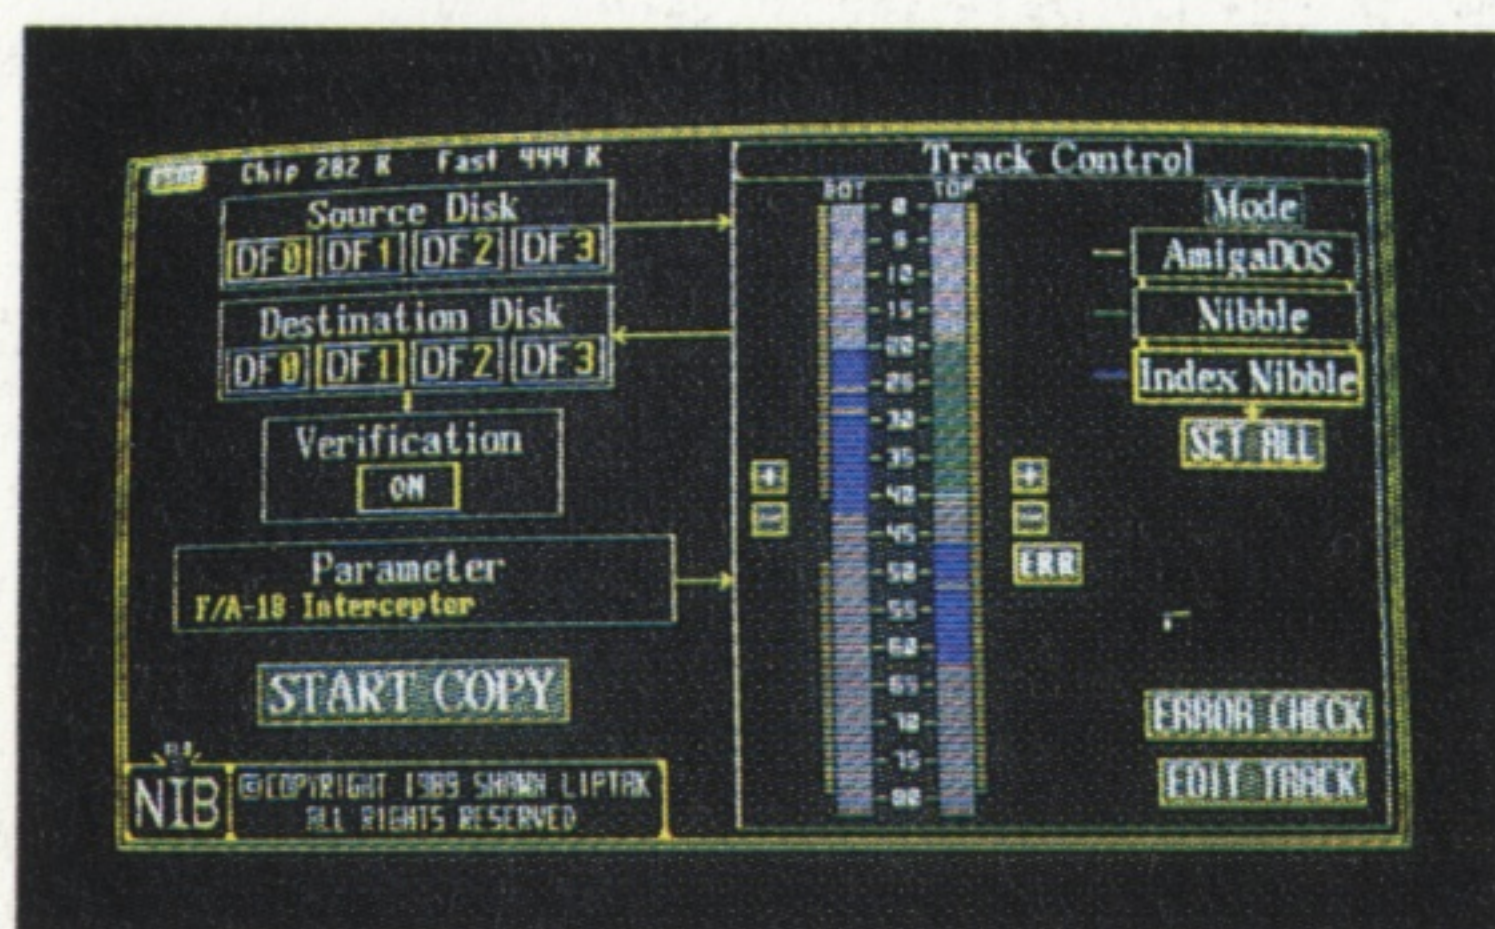 Chip 282 K Fast 444 K
Source Disk
DF0 DF1 DF2 DF3
Destination Disk
DF0 DF1 DF2 DF3
Verification
ON
Parameter
F/A-18 Interceptor
START COPY
NIB
©COPYRIGHT 1989 SHAWN LIPTAK
ALL RIGHTS RESERVED
Track Control
BOT TOP
0
5
10
15
20
25
30
35
40
45
50
55
60
65
70
75
80
+
-
+
-
ERR
Mode
AmigaDOS
Nibble
Index Nibble
SET ALL
ERROR CHECK
EDIT TRACK